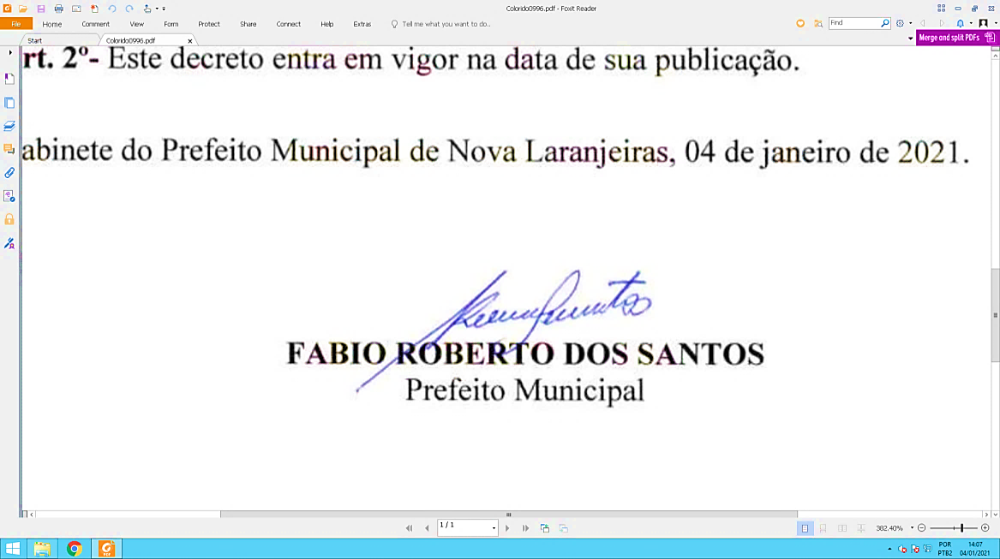 Colorido0996.pdf - Foxit Reader
File Home Comment View Form Protect Share Connect Help Extras Tell me what you want to do.. Find
Start Colorido0996.pdf x Merge and split PDFs
rt. 2º- Este decreto entra em vigor na data de sua publicação.
abinete do Prefeito Municipal de Nova Laranjeiras, 04 de janeiro de 2021.
FABIO ROBERTO DOS SANTOS
Prefeito Municipal
1 / 1 382.40%
POR 14:07
PTB2 04/01/2021